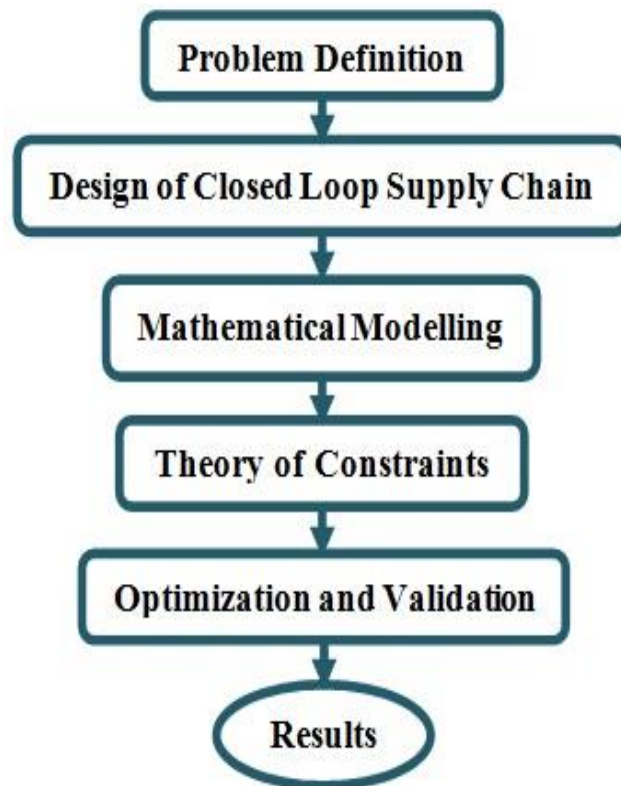 Problem Definition
Design of Closed Loop Supply Chain
Mathematical Modelling
Theory of Constraints
Optimization and Validation
Results